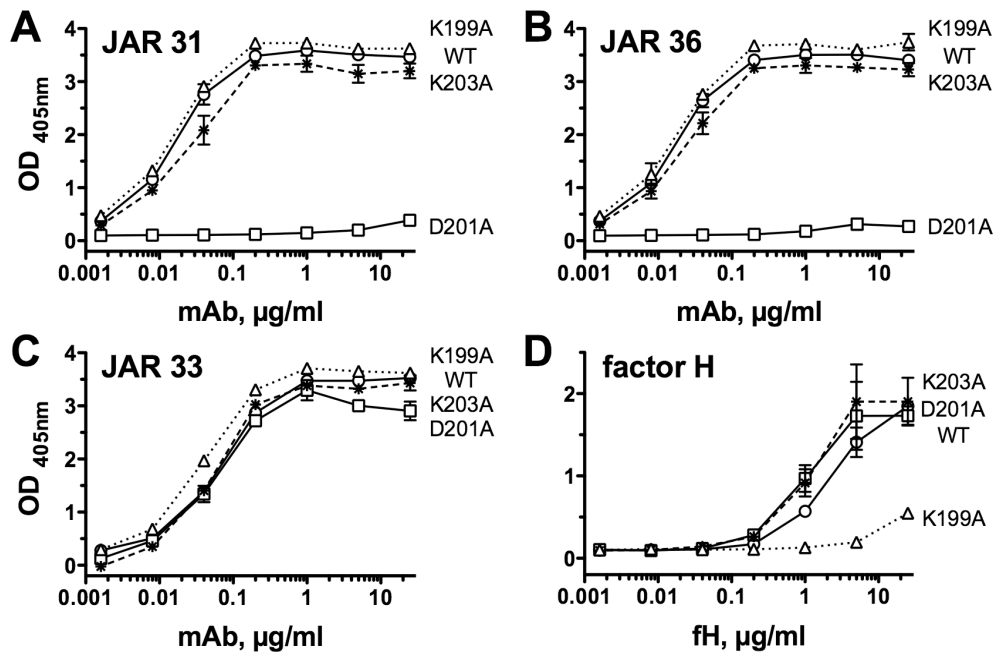 A
JAR 31
OD 405nm
4
3
2
1
0
0.001 0.01 0.1 1 10
mAb, µg/ml
K199A
WT
K203A
D201A
B
JAR 36
4
3
2
1
0
0.001 0.01 0.1 1 10
mAb, µg/ml
K199A
WT
K203A
D201A
C
JAR 33
OD 405nm
4
3
2
1
0
0.001 0.01 0.1 1 10
mAb, µg/ml
K199A
WT
K203A
D201A
D
factor H
2
1
0
0.001 0.01 0.1 1 10
fH, µg/ml
K203A
D201A
WT
K199A